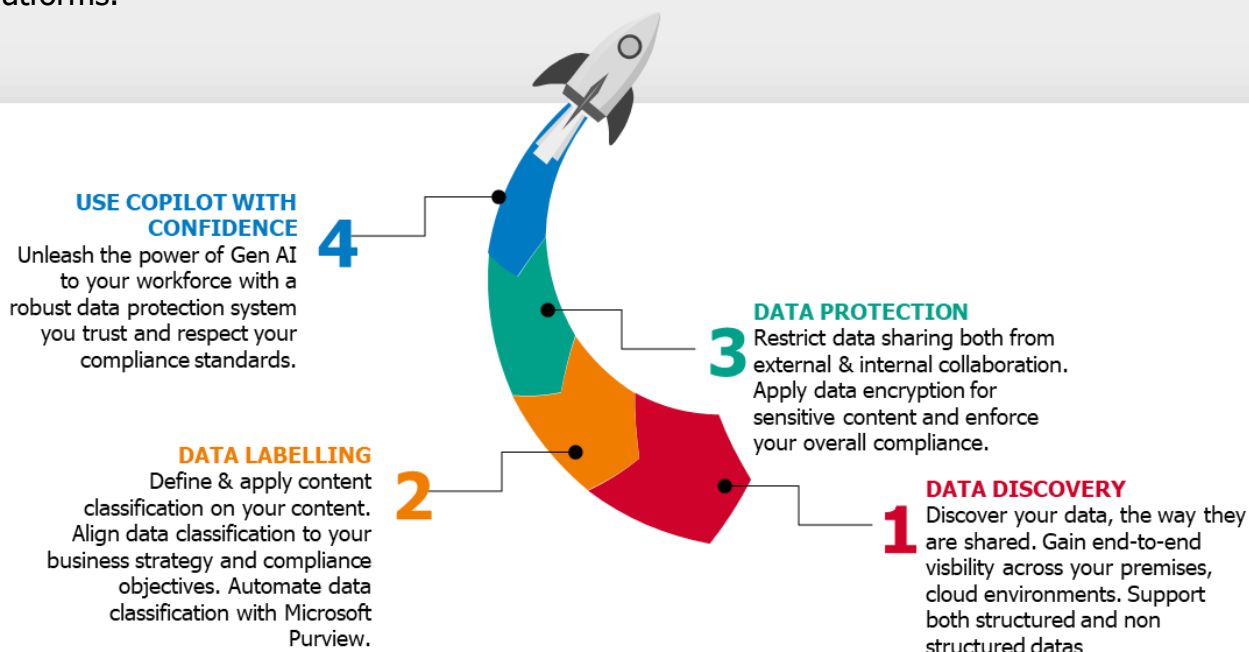 USE COPILOT WITH
CONFIDENCE
4
Unleash the power of Gen AI
to your workforce with a
robust data protection system
you trust and respect your
compliance standards.
DATA PROTECTION
3
Restrict data sharing both from
external & internal collaboration.
Apply data encryption for
sensitive content and enforce
your overall compliance.
DATA LABELLING
2
Define & apply content
classification on your content.
Align data classification to your
business strategy and compliance
objectives. Automate data
classification with Microsoft
Purview.
DATA DISCOVERY
1
Discover your data, the way they
are shared. Gain end-to-end
visbility across your premises,
cloud environments. Support
both structured and non
structured datas